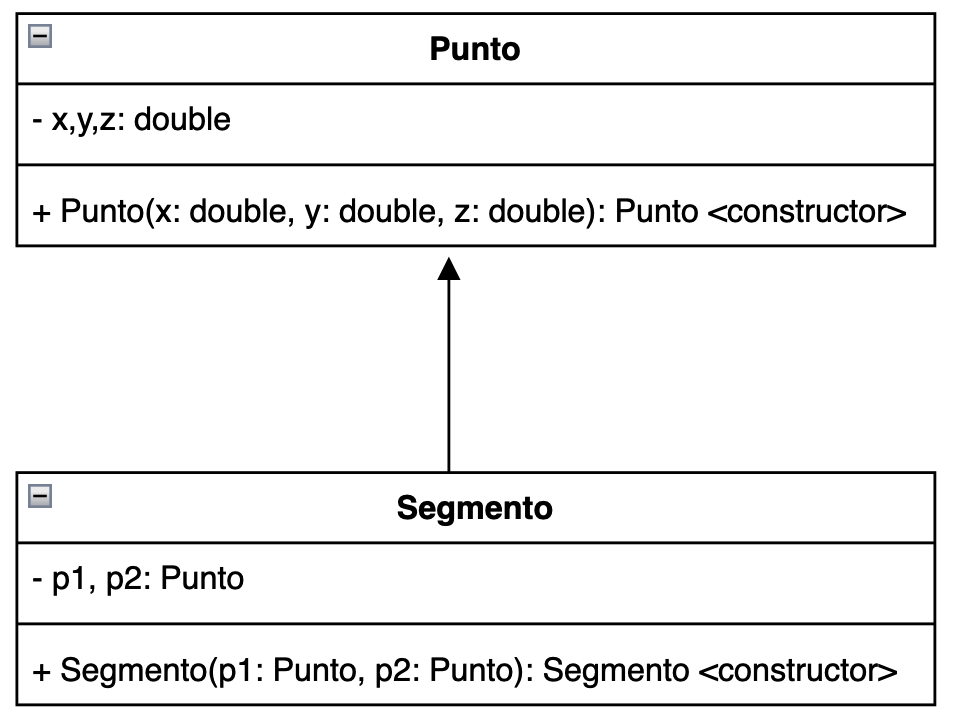 Punto
- x,y,z: double
+ Punto(x: double, y: double, z: double): Punto <constructor>
Segmento
- p1, p2: Punto
+ Segmento(p1: Punto, p2: Punto): Segmento <constructor>